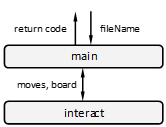 return code fileName
main
moves, board
interact